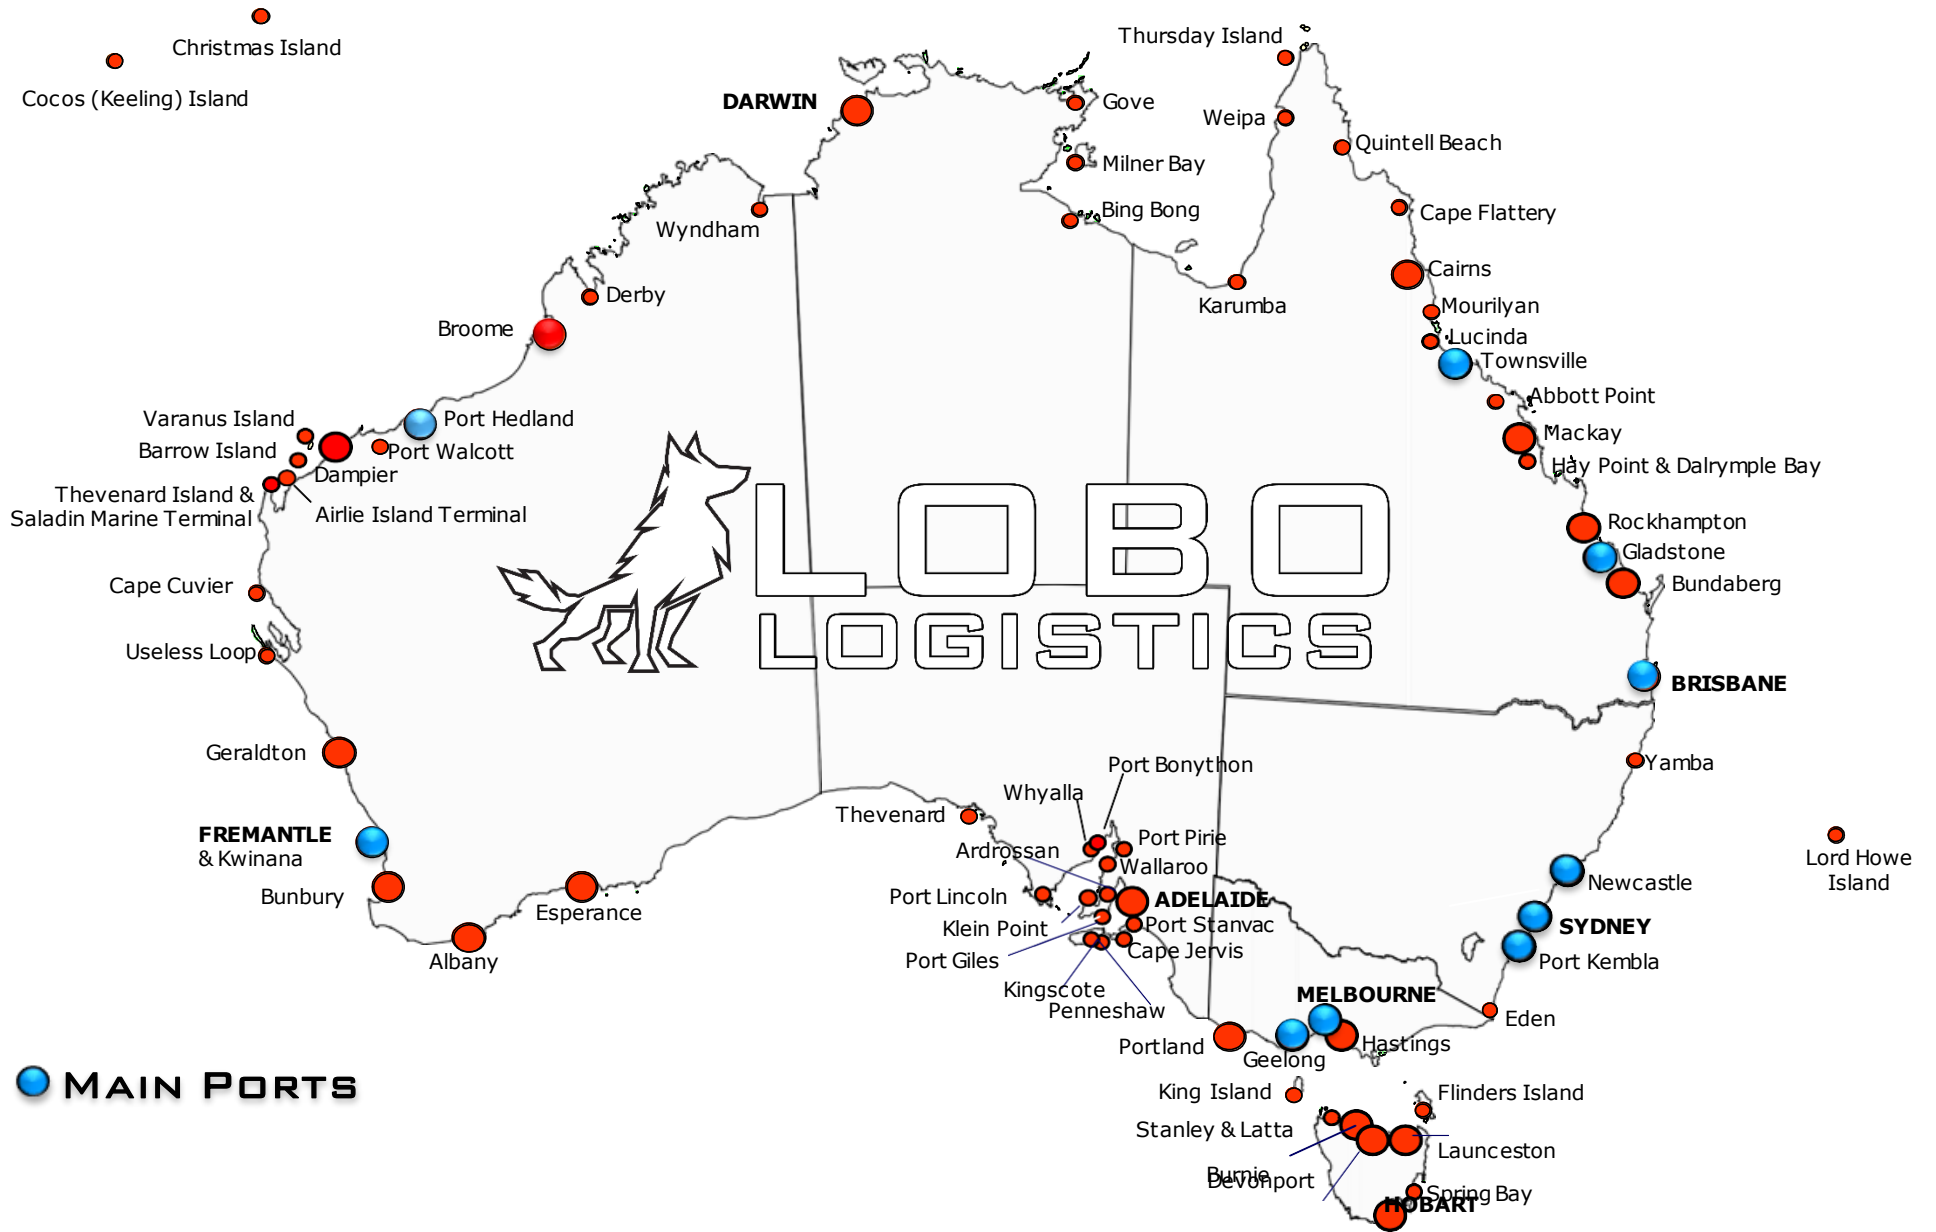 Christmas Island
Cocos (Keeling) Island
Thursday Island
DARWIN
Gove
Weipa
Quintell Beach
Milner Bay
Bing Bong
Cape Flattery
Wyndham
Cairns
Derby
Karumba
Mourilyan
Broome
Lucinda
Townsville
Abbott Point
Varanus Island
Port Hedland
Mackay
Barrow Island
Port Walcott
Dampier
Hay Point & Dalrymple Bay
Thevenard Island &
Saladin Marine Terminal
Airlie Island Terminal
Rockhampton
Gladstone
LOBO
LOGISTICS
Cape Cuvier
Bundaberg
Useless Loop
BRISBANE
Geraldton
Port Bonython
Yamba
Whyalla
Thevenard
FREMANTLE
& Kwinana
Port Pirie
Ardrossan
Wallaroo
Lord Howe
Island
Bunbury
Port Lincoln
ADELAIDE
Newcastle
Esperance
Klein Point
Port Stanvac
SYDNEY
Albany
Port Giles
Cape Jervis
Port Kembla
Kingscote
Penneshaw
MELBOURNE
Eden
Portland
Geelong
Hastings
MAIN PORTS
King Island
Flinders Island
Stanley & Latta
Launceston
Burnie
Devonport
Spring Bay
HOBART